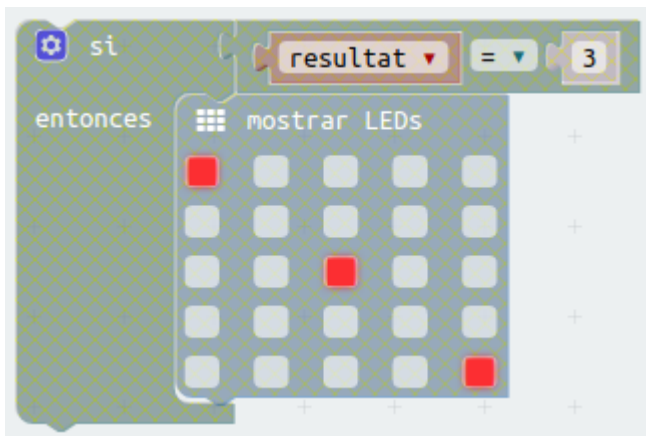 si resultat = 3
entonces mostrar LEDs